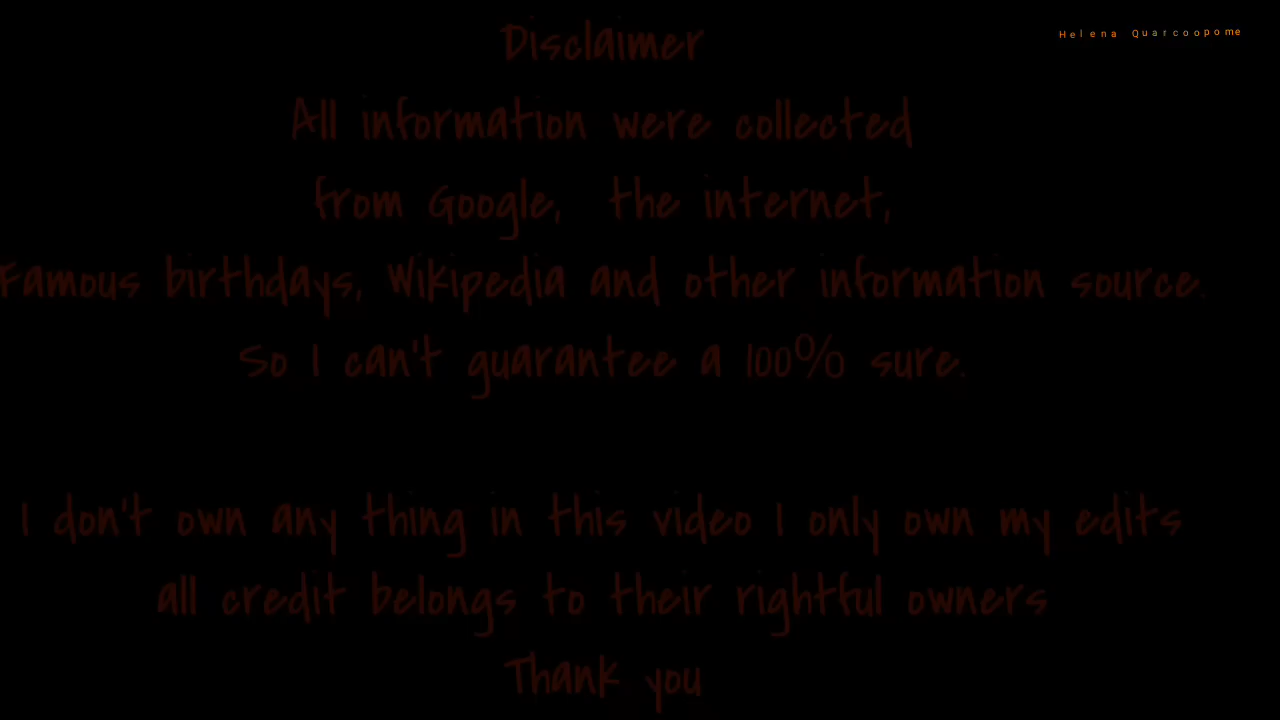 Disclaimer
Helena Quarcoopome
All information were collected
from Google, the internet,
Famous birthdays, Wikipedia and other information source.
So I can't guarantee a 100% sure.
I don't own any thing in this video I only own my edits
all credit belongs to their rightful owners
Thank you